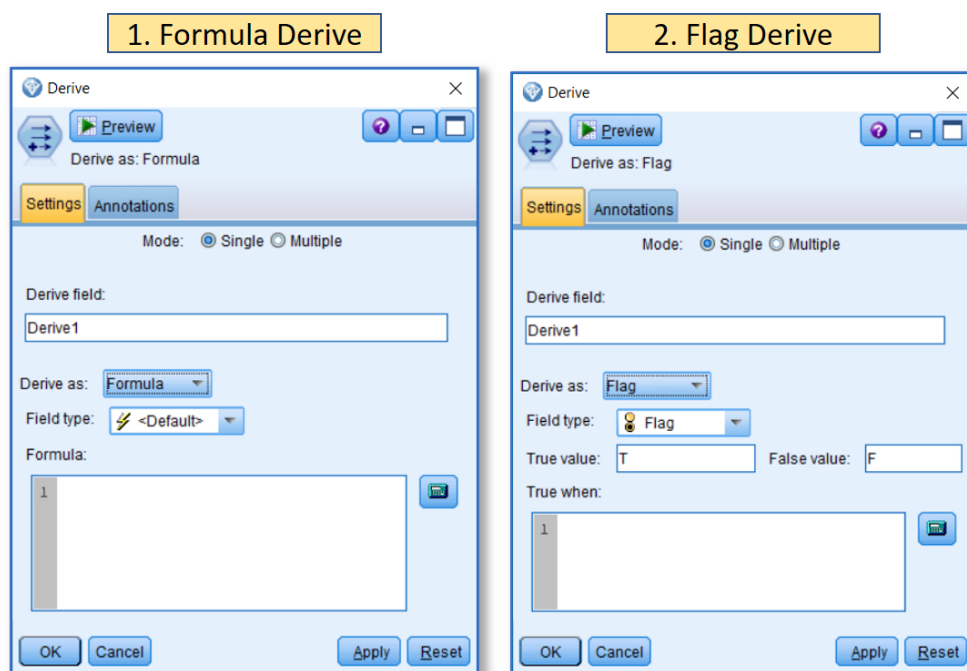 1. Formula Derive
Derive
Preview
Derive as: Formula
Settings Annotations
Mode: Single Multiple
Derive field:
Derive1
Derive as: Formula
Field type: <Default>
Formula:
1
OK Cancel Apply Reset
2. Flag Derive
Derive
Preview
Derive as: Flag
Settings Annotations
Mode: Single Multiple
Derive field:
Derive1
Derive as: Flag
Field type: Flag
True value: T False value: F
True when:
1
OK Cancel Apply Reset